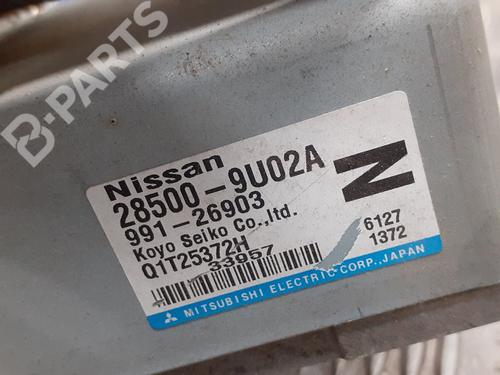 B-PARTS
Nissan
28500-9U02A
991-26903
Koyo Seiko Co.,ltd.
Q1T25372H
33957
N
6127
1372
MITSUBISHI ELECTRIC CORP., JAPAN